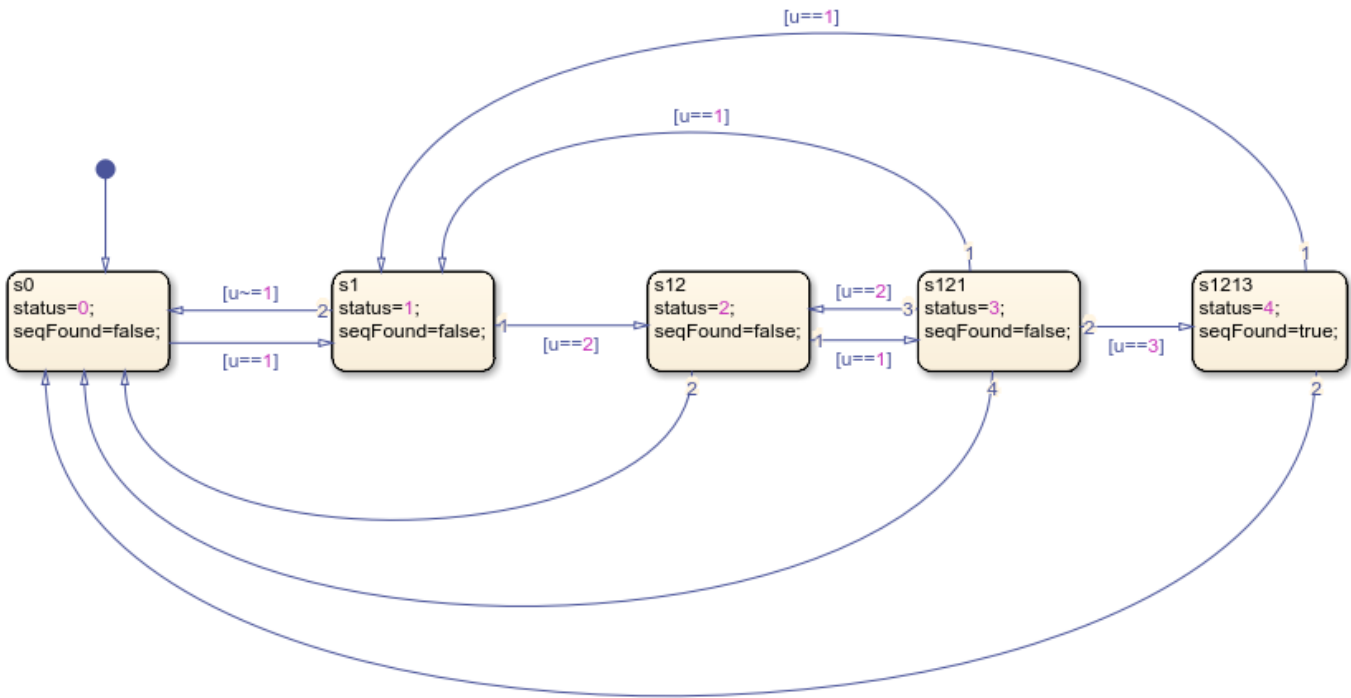 [u==1]
[u==1]
1
1
s0
status=0;
seqFound=false;
[u~=1]
[u==1]
2
s1
status=1;
seqFound=false;
1
[u==2]
s12
status=2;
seqFound=false;
[u==2]
3
1
[u==1]
s121
status=3;
seqFound=false;
2
[u==3]
s1213
status=4;
seqFound=true;
2
4
2